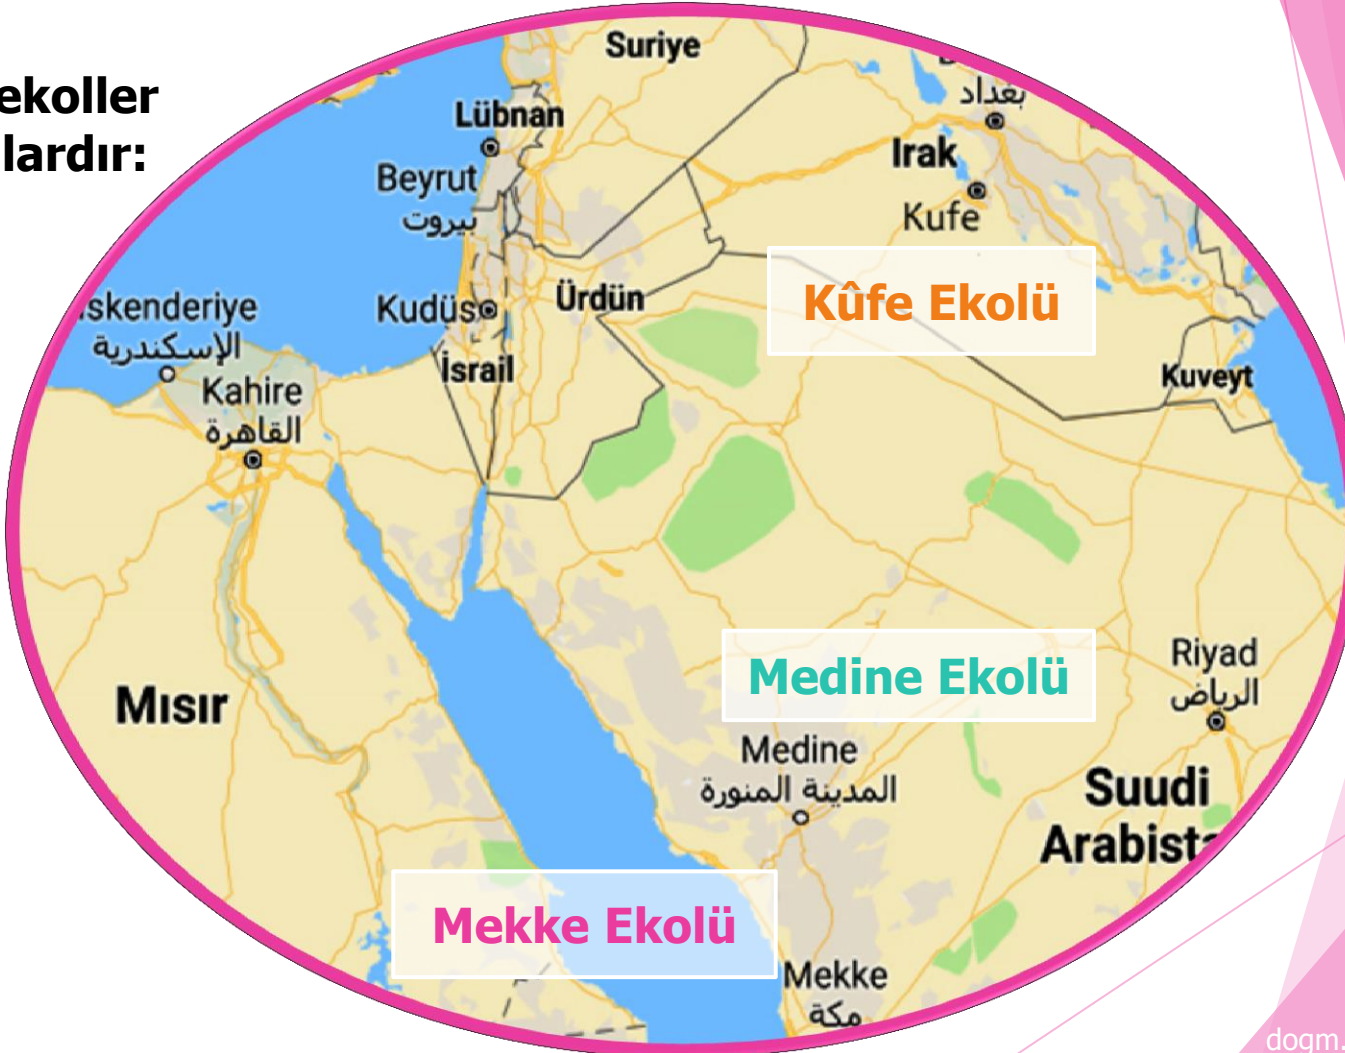 ekoller
lardır:
Suriye
بغداد
Lübnan
Irak
Beyrut
بيروت
Kufe
Kûfe Ekolü
Kudüs
Ürdün
skenderiye
الإسكندرية
İsrail
Kuveyt
Kahire
القاهرة
Medine Ekolü
Riyad
الرياض
Mısır
Medine
المدينة المنورة
Suudi
Arabista
Mekke Ekolü
Mekke
مكة
dogm.